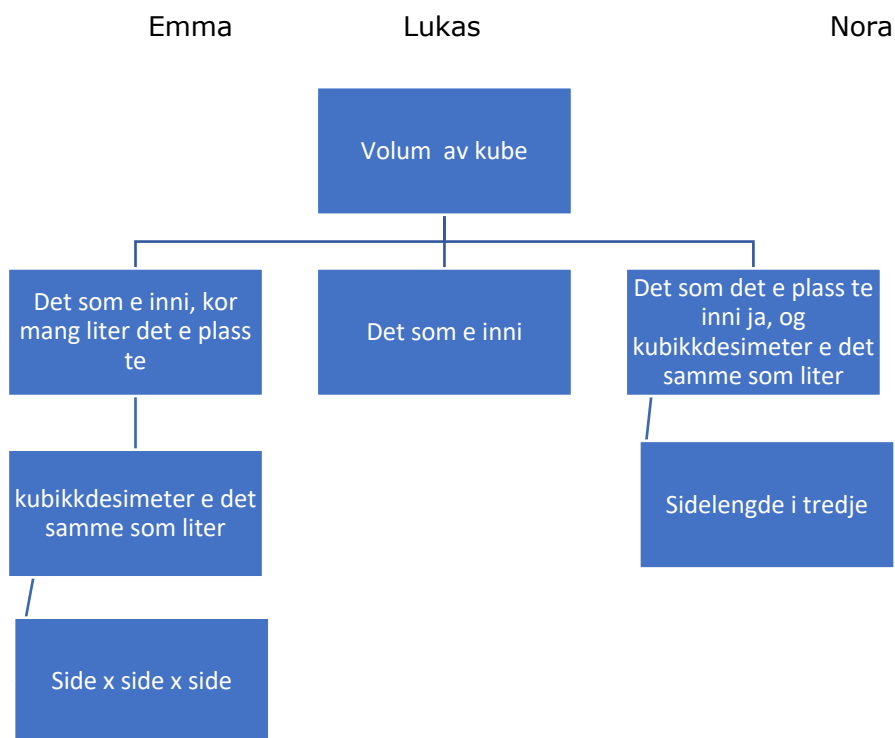 Emma Lukas Nora
Volum av kube
Det som e inni, kor
mang liter det e plass
te
Det som e inni
Det som det e plass te
inni ja, og
kubikkdesimeter e det
samme som liter
kubikkdesimeter e det
samme som liter
Sidelengde i tredje
Side x side x side